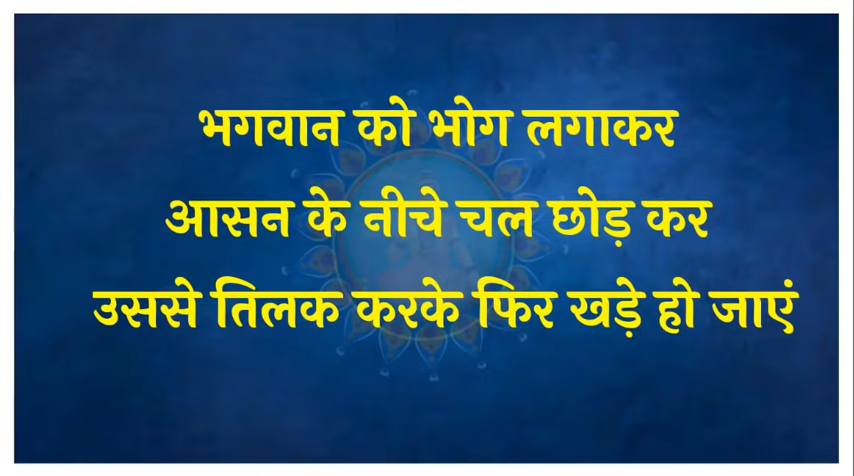 भगवान को भोग लगाकर
आसन के नीचे चल छोड़ कर
उससे तिलक करके फिर खड़े हो जाएं